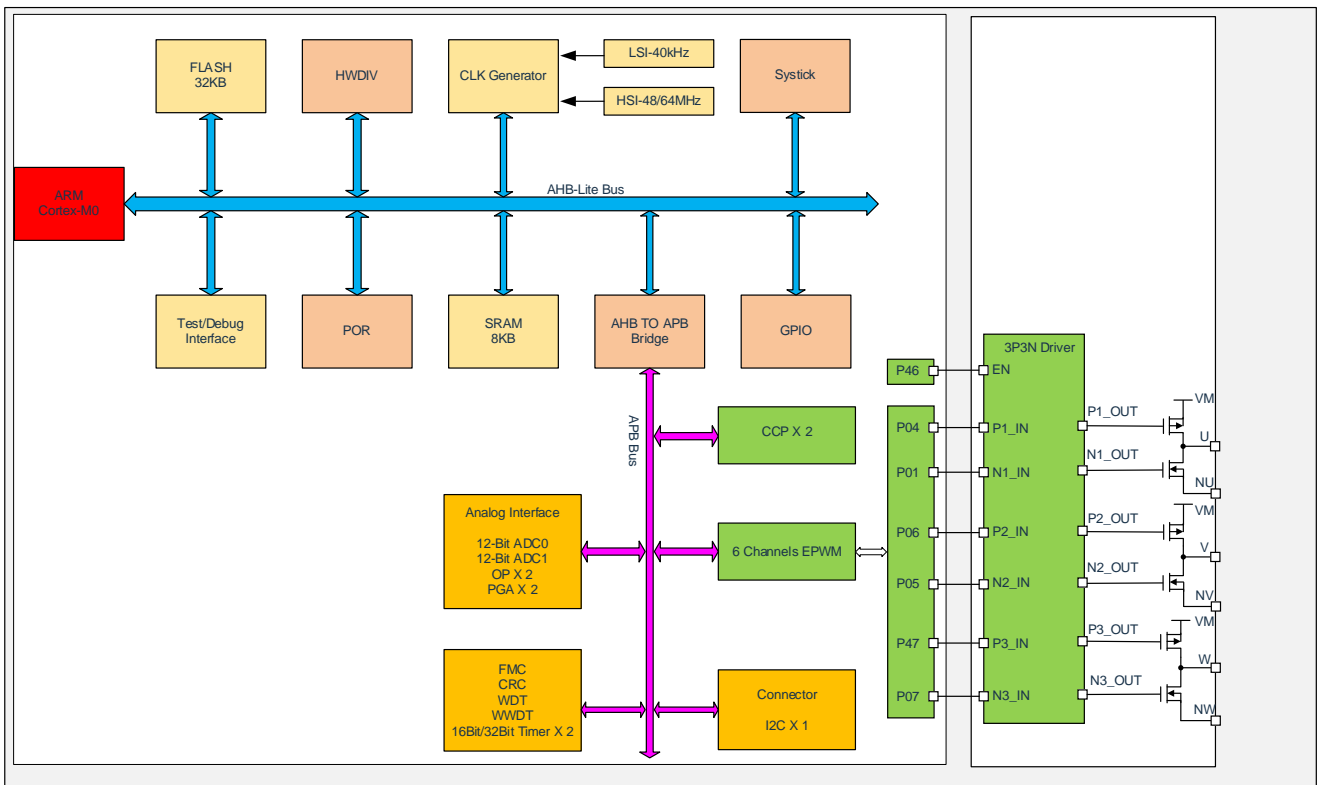 FLASH
32KB
HWDIV
CLK Generator
LSI-40kHz
HSI-48/64MHz
Systick
ARM
Cortex-M0
AHB-Lite Bus
Test/Debug
Interface
POR
SRAM
8KB
AHB TO APB
Bridge
GPIO
APB Bus
CCP X 2
Analog Interface
12-Bit ADC0
12-Bit ADC1
OP X 2
PGA X 2
6 Channels EPWM
FMC
CRC
WDT
WWDT
16Bit/32Bit Timer X 2
Connector
I2C X 1
P46
P04
P01
P06
P05
P47
P07
3P3N Driver
EN
P1_IN
N1_IN
P2_IN
N2_IN
P3_IN
N3_IN
P1_OUT
N1_OUT
P2_OUT
N2_OUT
P3_OUT
N3_OUT
VM
U
NU
VM
V
NV
VM
W
NW